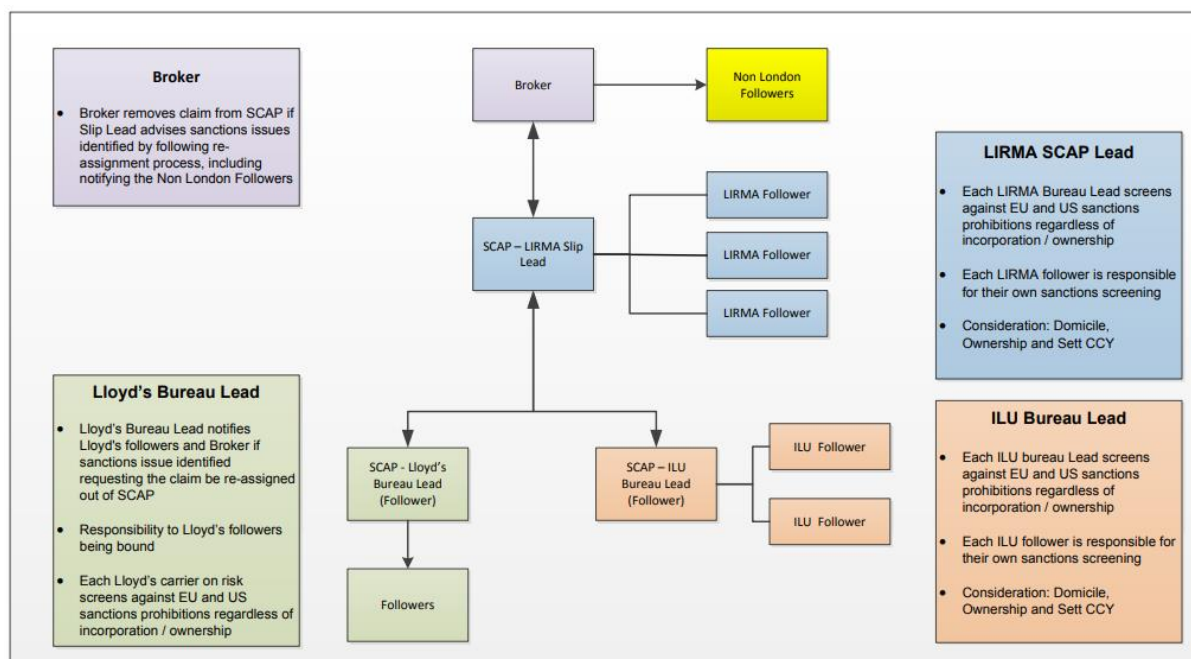 Broker
• Broker removes claim from SCAP if
Slip Lead advises sanctions issues
identified by following re-
assignment process, including
notifying the Non London Followers
Broker
Non London
Followers
LIRMA Follower
SCAP – LIRMA Slip
Lead
LIRMA Follower
LIRMA Follower
LIRMA SCAP Lead
• Each LIRMA Bureau Lead screens
against EU and US sanctions
prohibitions regardless of
incorporation / ownership
• Each LIRMA follower is responsible
for their own sanctions screening
• Consideration: Domicile,
Ownership and Sett CCY
Lloyd's Bureau Lead
• Lloyd's Bureau Lead notifies
Lloyd's followers and Broker if
sanctions issue identified
requesting the claim be re-assigned
out of SCAP
• Responsibility to Lloyd's followers
being bound
• Each Lloyd's carrier on risk
screens against EU and US
sanctions prohibitions regardless of
incorporation / ownership
SCAP - Lloyd's
Bureau Lead
(Follower)
Followers
SCAP – ILU
Bureau Lead
(Follower)
ILU Follower
ILU Follower
ILU Bureau Lead
• Each ILU bureau Lead screens
against EU and US sanctions
prohibitions regardless of
incorporation / ownership
• Each ILU follower is responsible for
their own sanctions screening
• Consideration: Domicile,
Ownership and Sett CCY